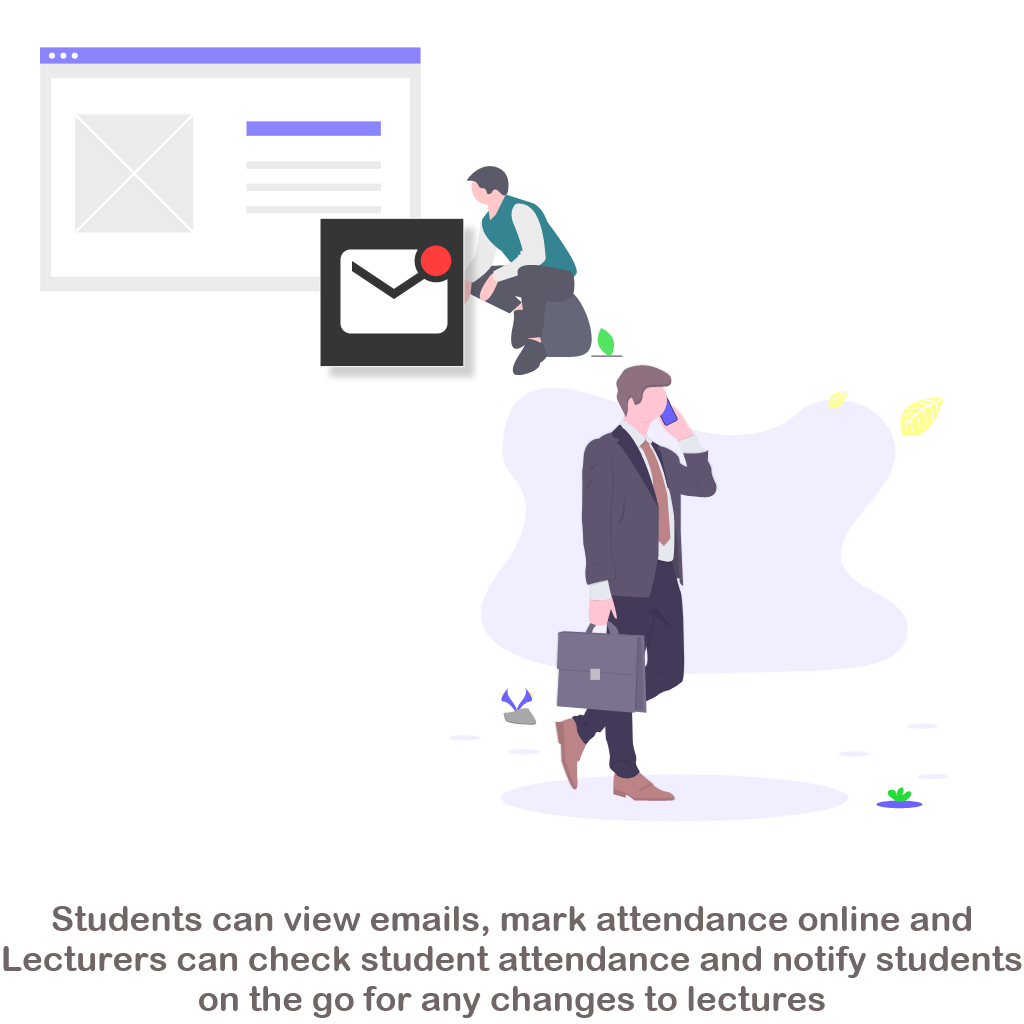 Students can view emails, mark attendance online and
Lecturers can check student attendance and notify students
on the go for any changes to lectures